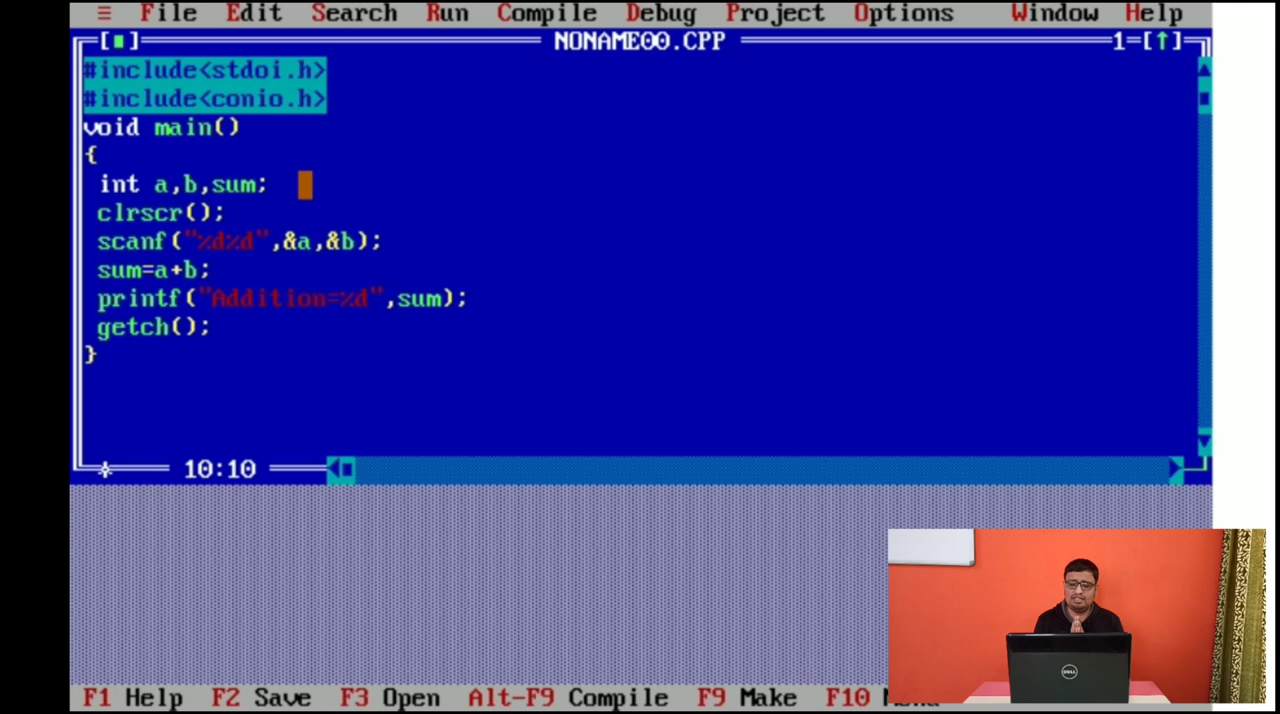 ≡ File Edit Search Run Compile Debug Project Options Window Help
[■] NONAME00.CPP 1=[↑]
#include<stdoi.h>
#include<conio.h>
void main()
{
int a,b,sum;
clrscr();
scanf("%d%d",&a,&b);
sum=a+b;
printf("Addition=%d",sum);
getch();
}
* 10:10
F1 Help F2 Save F3 Open Alt-F9 Compile F9 Make F10 Menu
DELL